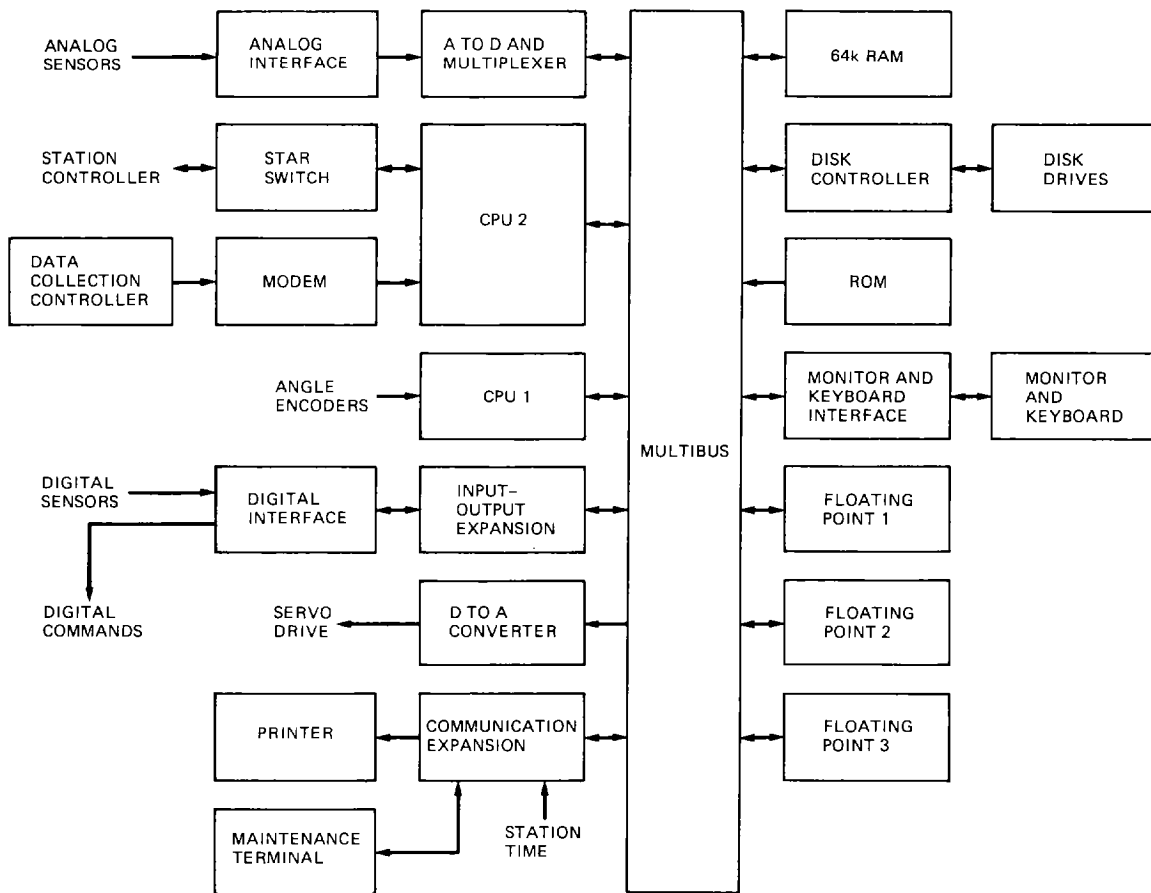 ANALOG
SENSORS
ANALOG
INTERFACE
A TO D AND
MULTIPLEXER
64k RAM
STATION
CONTROLLER
STAR
SWITCH
CPU 2
DISK
CONTROLLER
DISK
DRIVES
DATA
COLLECTION
CONTROLLER
MODEM
ROM
ANGLE
ENCODERS
CPU 1
MONITOR AND
KEYBOARD
INTERFACE
MONITOR
AND
KEYBOARD
MULTIBUS
DIGITAL
SENSORS
DIGITAL
INTERFACE
INPUT–
OUTPUT
EXPANSION
FLOATING
POINT 1
DIGITAL
COMMANDS
SERVO
DRIVE
D TO A
CONVERTER
FLOATING
POINT 2
PRINTER
COMMUNICATION
EXPANSION
FLOATING
POINT 3
MAINTENANCE
TERMINAL
STATION
TIME